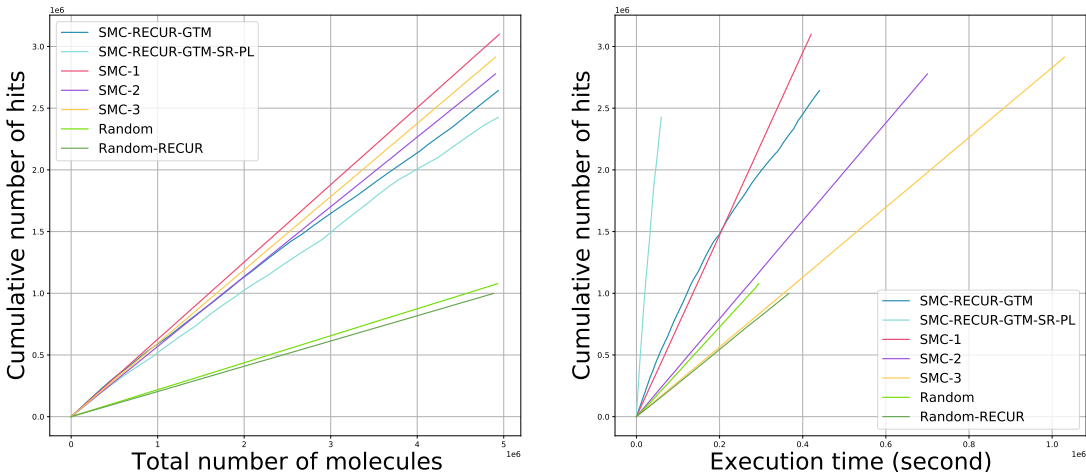 1e6
3.0
2.5
2.0
1.5
1.0
0.5
0.0
Cumulative number of hits
SMC-RECUR-GTM
SMC-RECUR-GTM-SR-PL
SMC-1
SMC-2
SMC-3
Random
Random-RECUR
0
1
2
3
4
5
1e6
Total number of molecules
1e6
3.0
2.5
2.0
1.5
1.0
0.5
0.0
Cumulative number of hits
SMC-RECUR-GTM
SMC-RECUR-GTM-SR-PL
SMC-1
SMC-2
SMC-3
Random
Random-RECUR
0.0
0.2
0.4
0.6
0.8
1.0
1e6
Execution time (second)